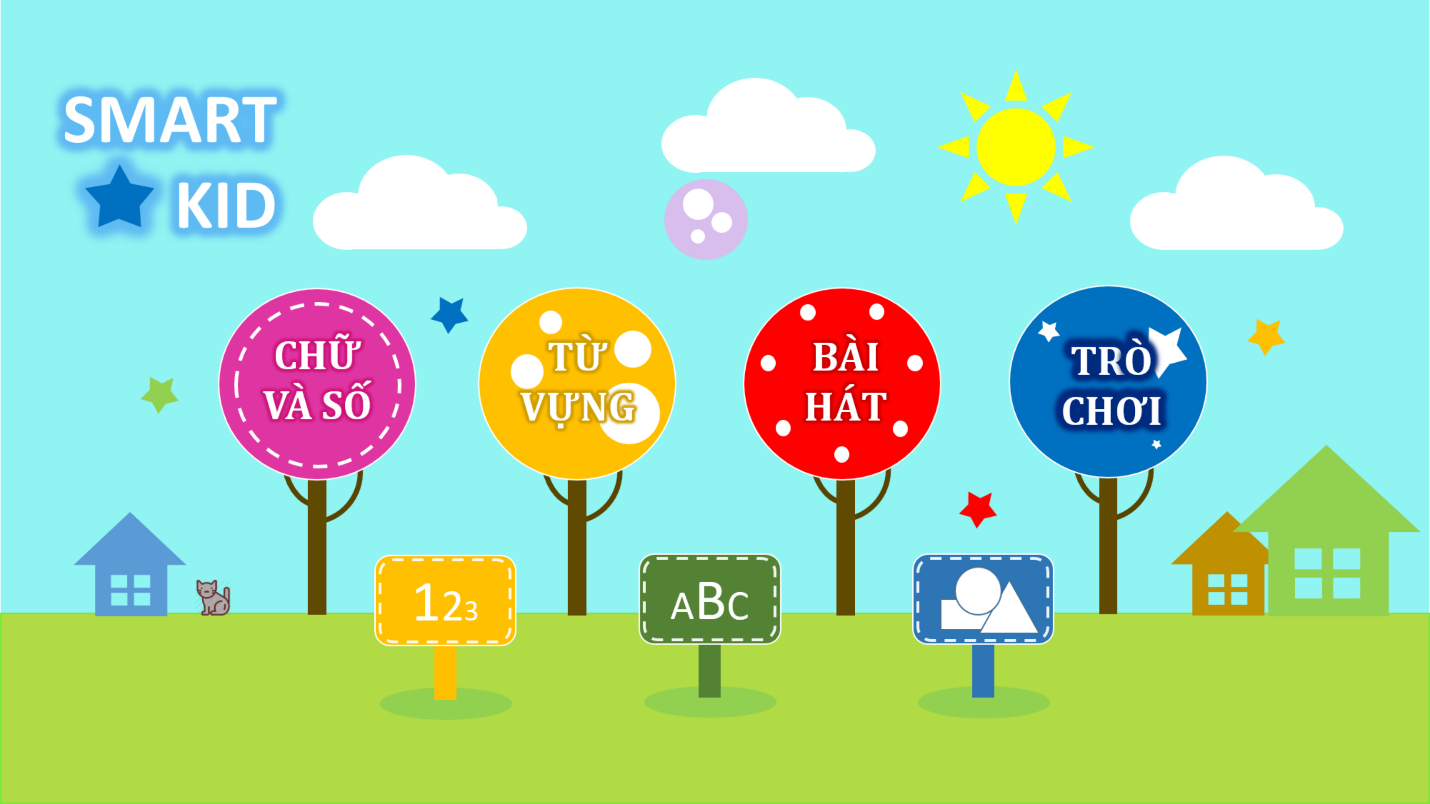 SMART
KID
CHỮ
VÀ SỐ
TỪ
VỰNG
BÀI
HÁT
TRÒ
CHƠI
123
ABC